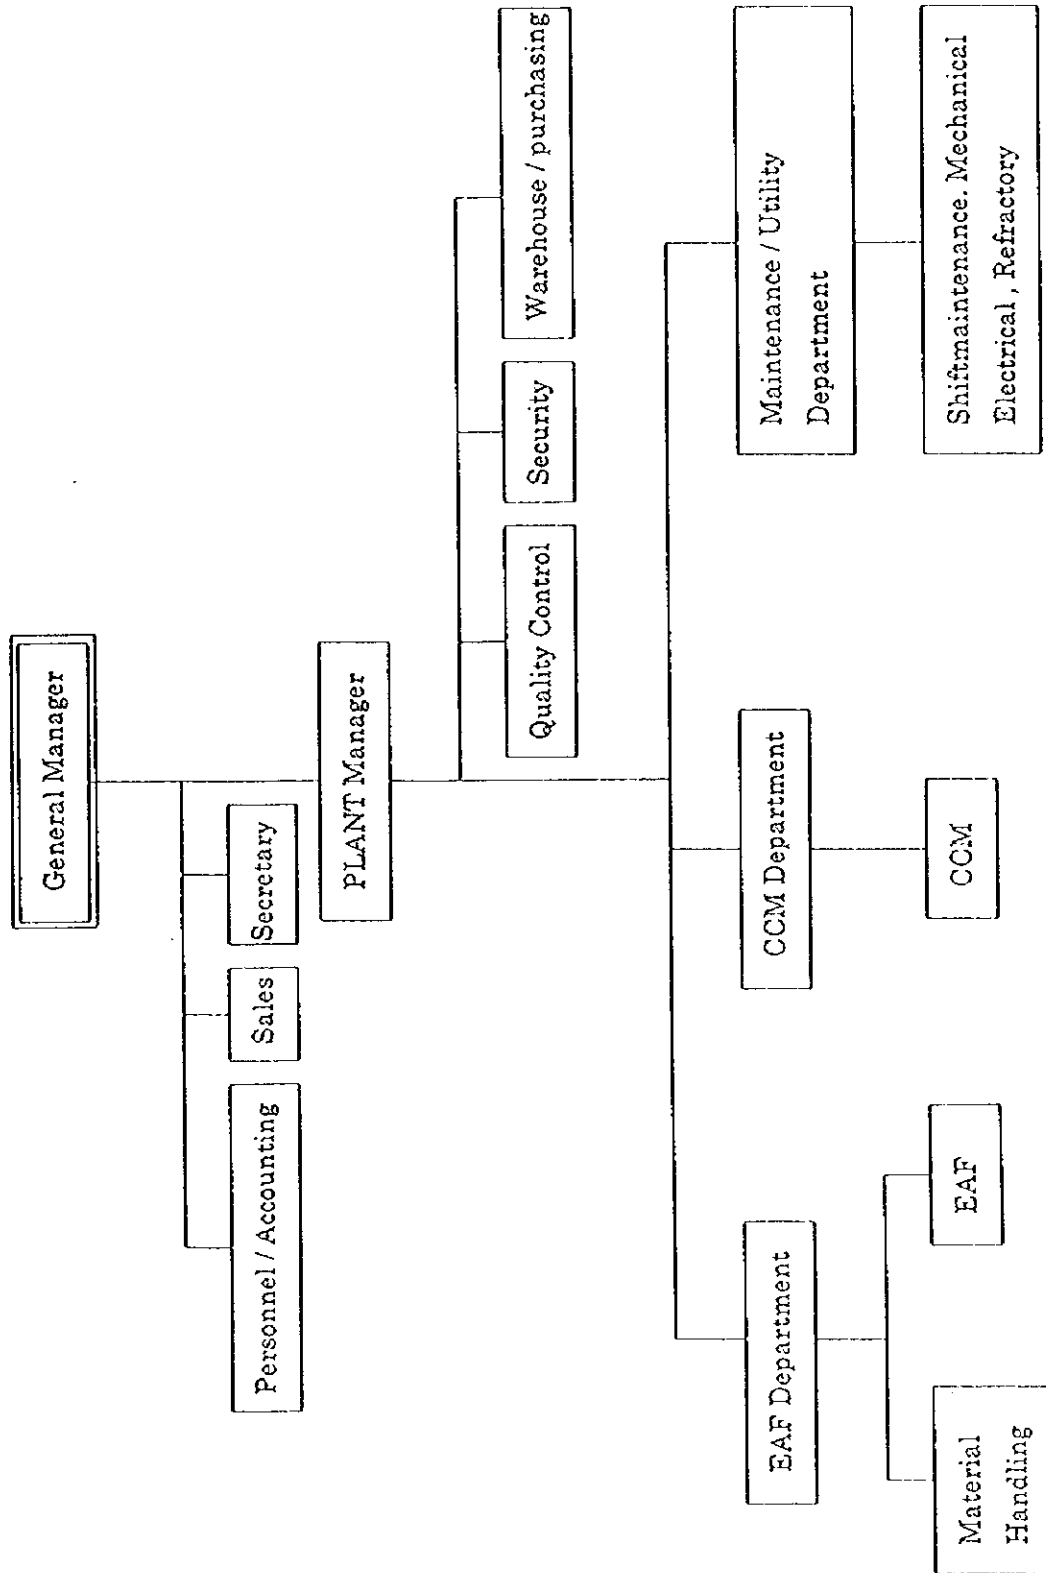 General Manager
Personnel / Accounting
Sales
Secretary
PLANT Manager
Quality Control
Security
Warehouse / purchasing
EAF Department
CCM Department
Maintenance / Utility
Department
Material
Handling
EAF
CCM
Shiftmaintenance. Mechanical
Electrical , Refractory